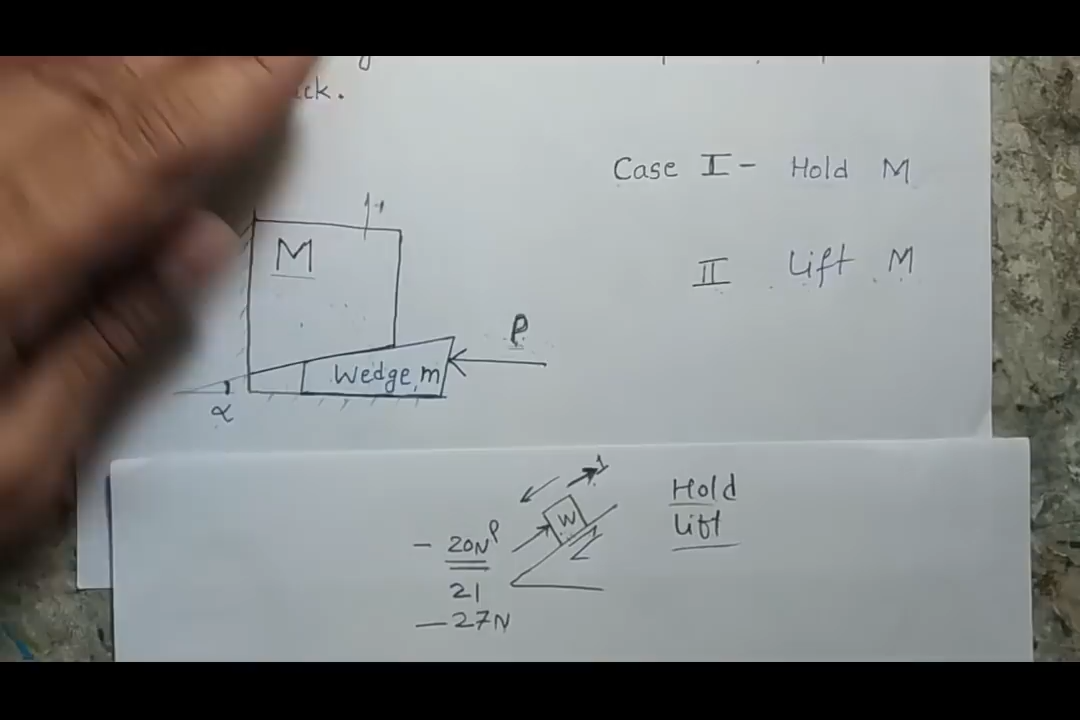 ck.
Case I - Hold M
II Lift M
M
P
Wedge, m
α
Hold
Lift
W
P
- 20N
21
- 27N